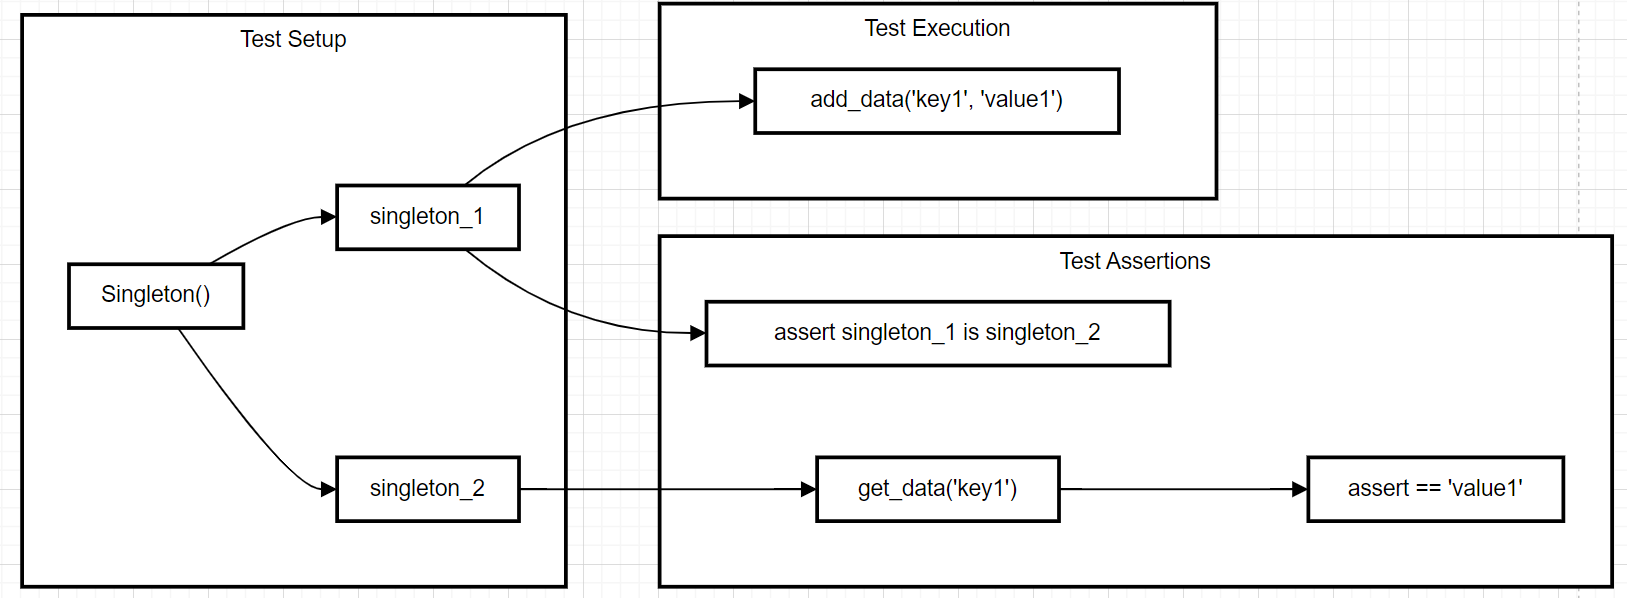 Test Setup
Singleton()
singleton_1
singleton_2
Test Execution
add_data('key1', 'value1')
Test Assertions
assert singleton_1 is singleton_2
get_data('key1')
assert == 'value1'